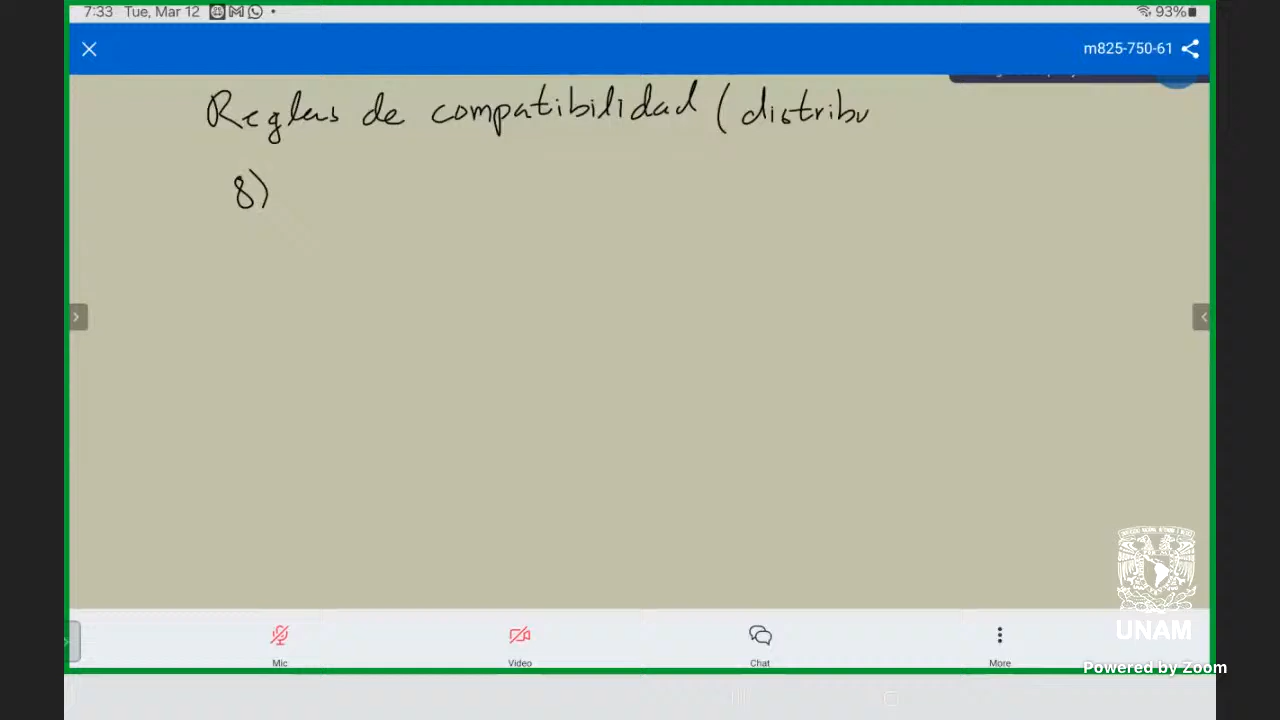 7:33 Tue, Mar 12
93%
m825-750-61
Reglas de compatibilidad (distribu
8)
Mic
Video
Chat
More
UNAM
Powered by Zoom